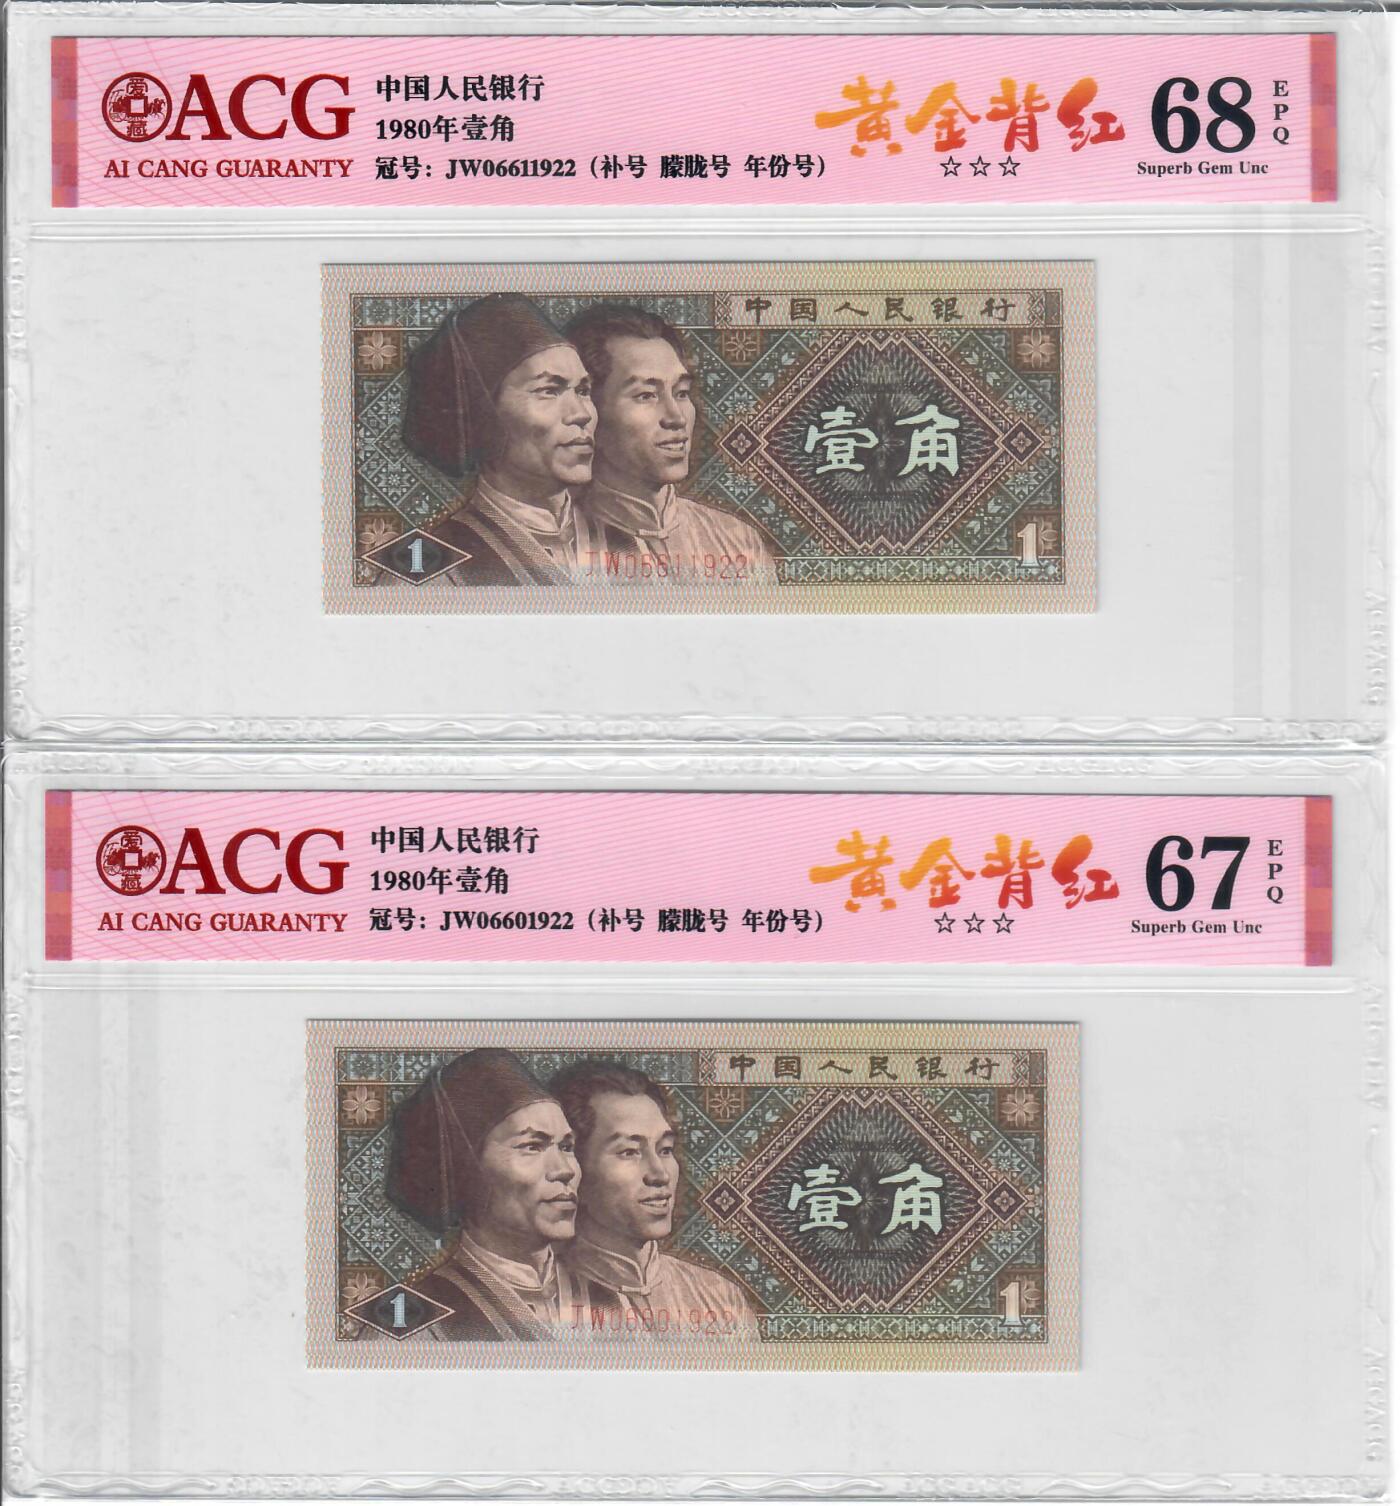 ACG
AI CANG GUARANTY
中国人民银行
1980年壹角
冠号：JW06611922（补号 朦胧号 年份号）
黄金背红
☆☆☆
68
EPQ
Superb Gem Unc
中国人民银行
壹角
1
JW06611922
1
ACG
AI CANG GUARANTY
中国人民银行
1980年壹角
冠号：JW06601922（补号 朦胧号 年份号）
黄金背红
☆☆☆
67
EPQ
Superb Gem Unc
中国人民银行
壹角
1
JW06601922
1